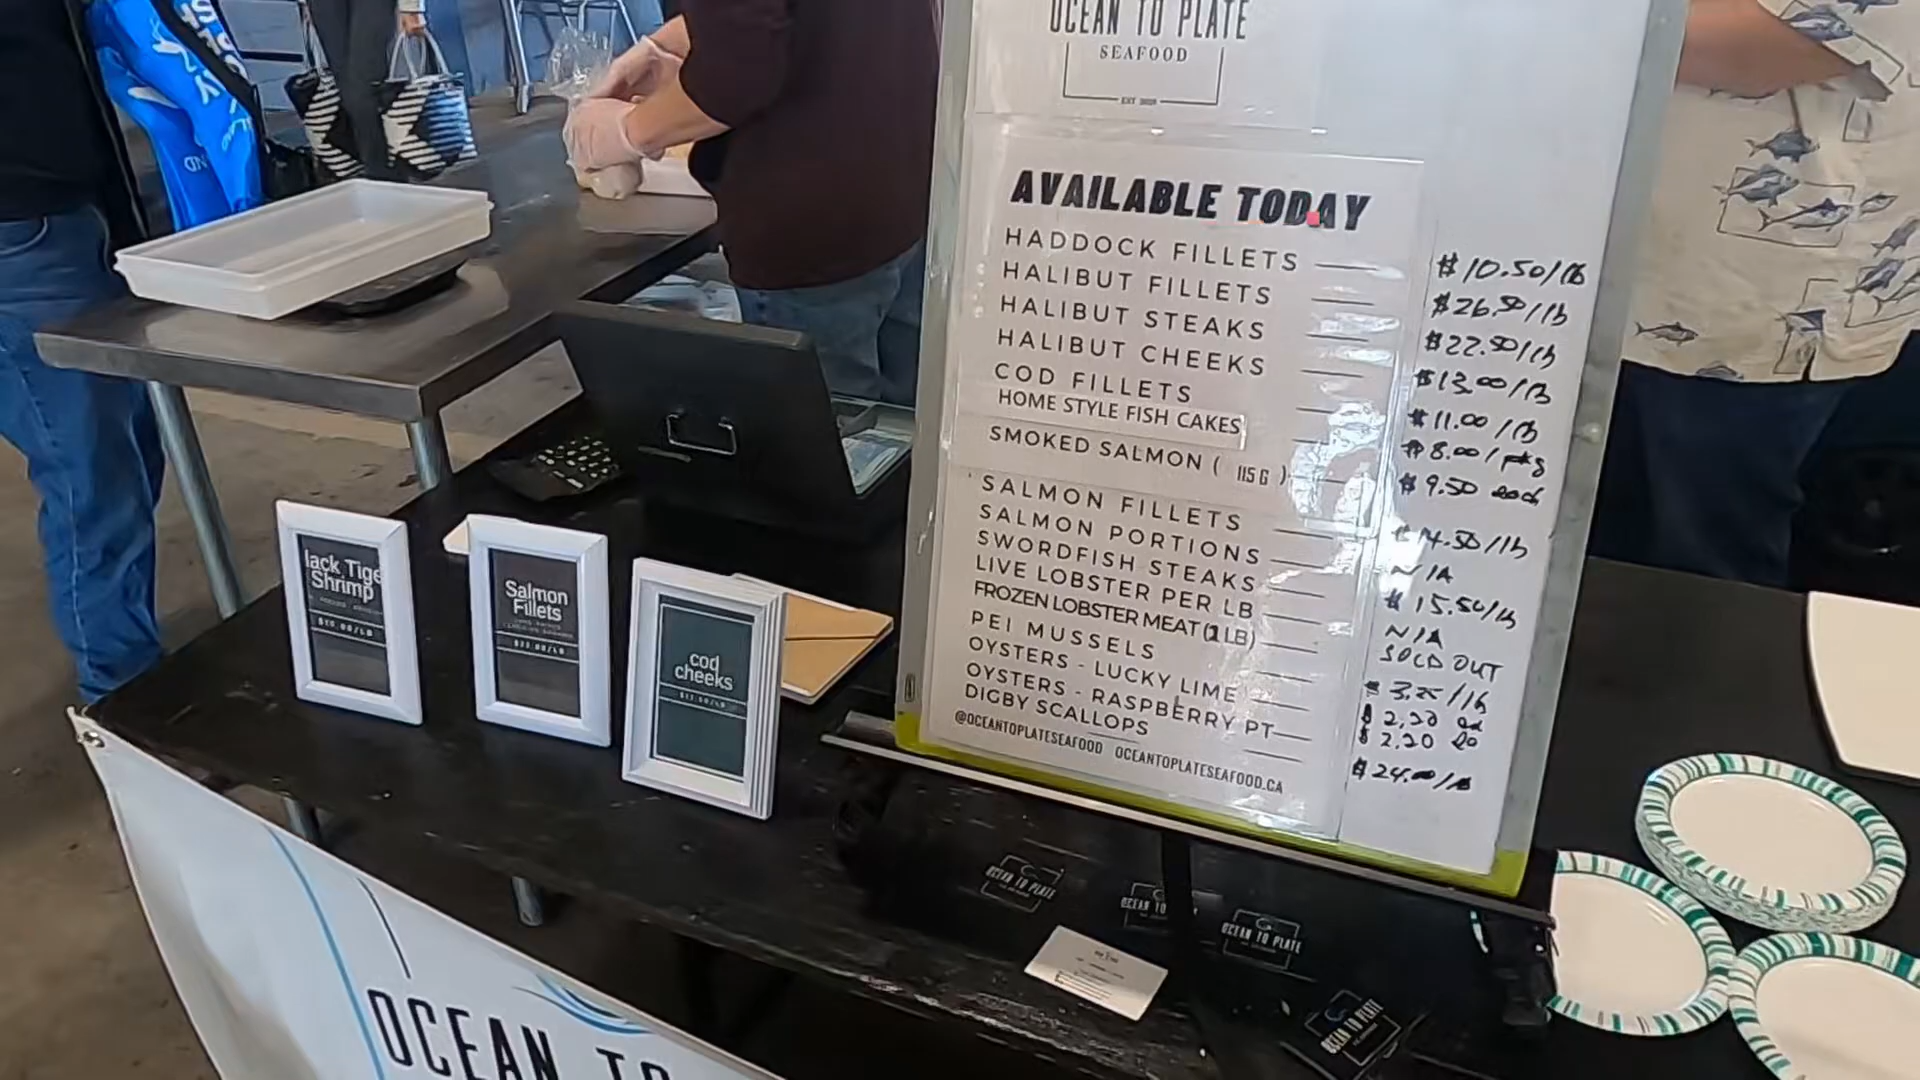 OCEAN TO PLATE
SEAFOOD
AVAILABLE TODAY
HADDOCK FILLETS $10.50/lb
HALIBUT FILLETS $26.50/lb
HALIBUT STEAKS $22.50/lb
HALIBUT CHEEKS $13.00/lb
COD FILLETS $11.00/lb
HOME STYLE FISH CAKES $8.00/pkg
SMOKED SALMON ( 115 G ) $9.50 each
SALMON FILLETS 14.50/lb
SALMON PORTIONS N/A
SWORDFISH STEAKS $15.50/lb
LIVE LOBSTER PER LB N/A
FROZEN LOBSTER MEAT (1 LB) SOLD OUT
PEI MUSSELS $3.25/lb
OYSTERS - LUCKY LIME $2.20 ea
OYSTERS - RASPBERRY PT $2.20 ea
DIGBY SCALLOPS $24.00/lb
@OCEANTOPLATESEAFOOD OCEANTOPLATESEAFOOD.CA
lack Tige
Shrimp
Salmon
Fillets
cod
cheeks
OCEAN TO PLATE
OCEAN TO
OCEAN TO PLATE
OCEAN TO PLATE
OCEAN TO